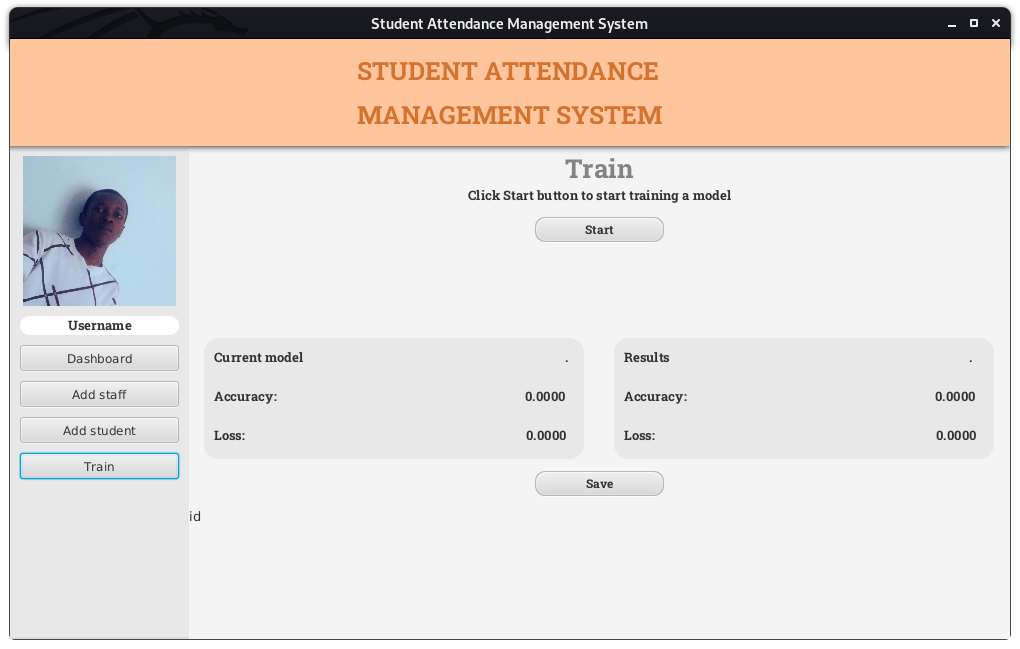 Student Attendance Management System
STUDENT ATTENDANCE
MANAGEMENT SYSTEM
Username
Dashboard
Add staff
Add student
Train
Train
Click Start button to start training a model
Start
Current model .
Accuracy: 0.0000
Loss: 0.0000
Results .
Accuracy: 0.0000
Loss: 0.0000
Save
id